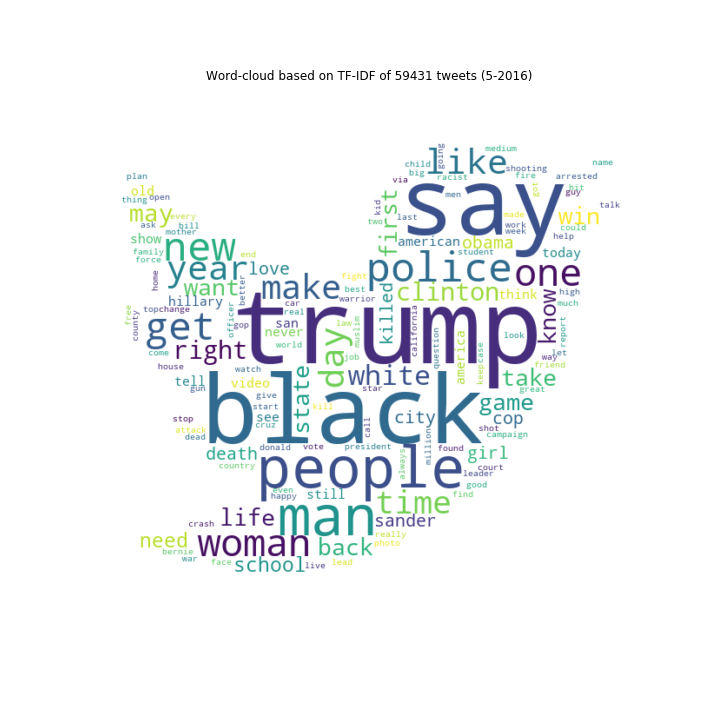 Word-cloud based on TF-IDF of 59431 tweets (5-2016)
going
medium
child
like
shooting
name
big
racist
fire
arrested
plan
via
say
got
hit
old
thing
open
kid
first
men
guy
may
every
two
last
made
win
talk
ask
bill
work
could
mother
week
help
show
new
american
obama
student
family
end
police
one
today
force
year
love
home
want
make
fight
best
clinton
think
know
high
better
warrior
killed
much
hillary
trump
free
county
top
change
officer
car
real
san
law
muslim
california
get
gop
never
day
america
question
look
report
come
right
world
keep
case
way
let
house
job
friend
watch
white
tell
video
state
star
take
great
gun
black
give
kill
game
stop
start
see
city
cop
attack
cruz
call
million
shot
campaign
dead
donald
vote
president
found
death
people
always
girl
court
country
leader
even
good
happy
still
time
find
crash
life
man
sander
need
woman
back
really
photo
bernie
war
face
school
live
lead